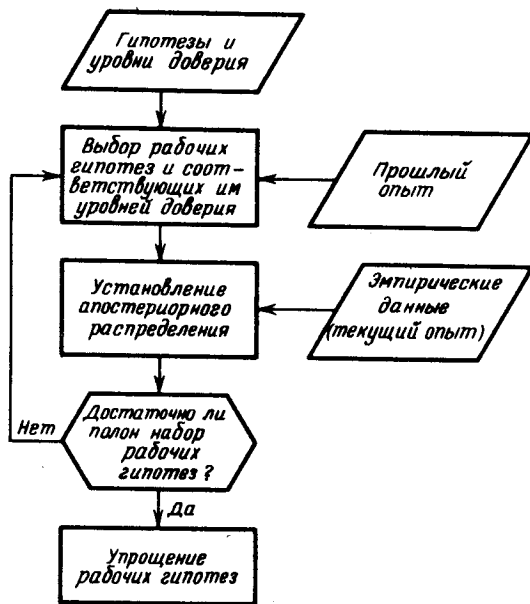 Гипотезы и
уровни доверия
Выбор рабочих
гипотез и соот-
ветствующих им
уровней доверия
Прошлый
опыт
Установление
апостериорного
распределения
Эмпирические
данные
(текущий опыт)
Достаточно ли
полон набор
рабочих
гипотез?
Нет
Да
Упрощение
рабочих гипотез